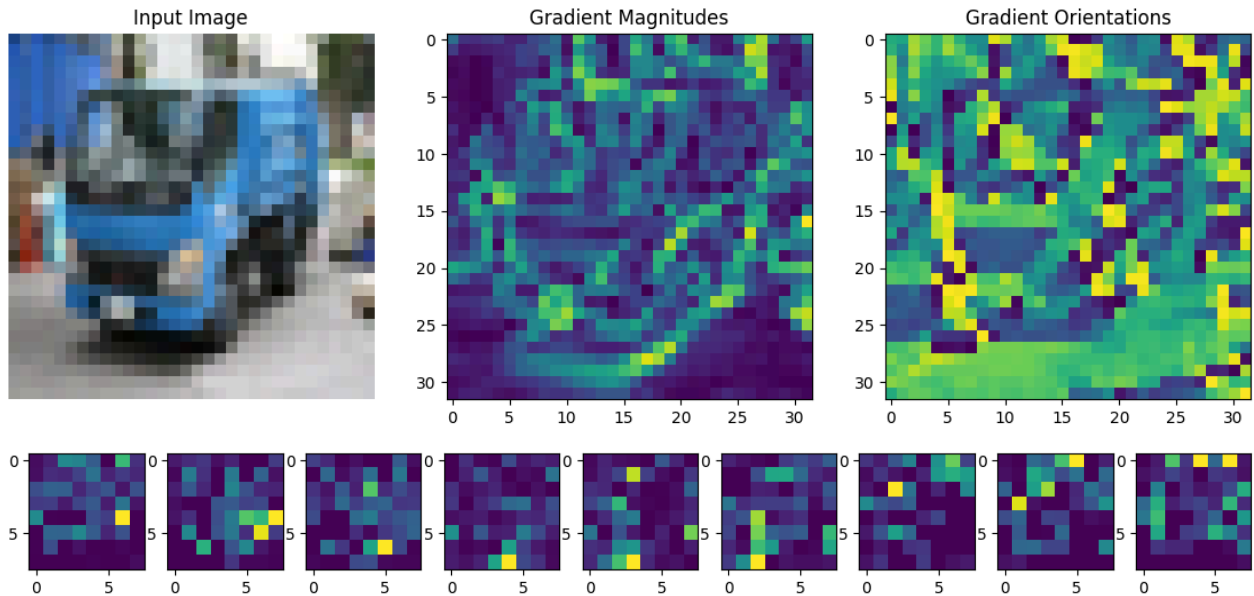 Input Image
Gradient Magnitudes
Gradient Orientations
0
5
10
15
20
25
30
0 5 10 15 20 25 30
0
5
10
15
20
25
30
0 5 10 15 20 25 30
0 0 0 0 0 0 0 0 0
5 5 5 5 5 5 5 5 5
0 5 0 5 0 5 0 5 0 5 0 5 0 5 0 5 0 5